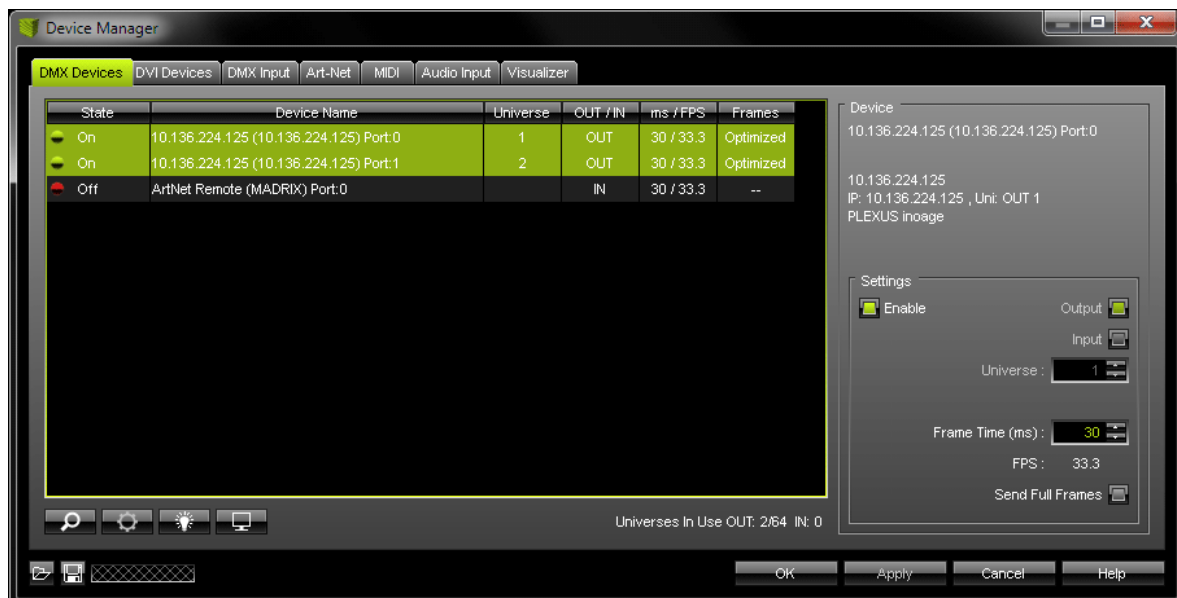 Device Manager
DMX Devices DVI Devices DMX Input Art-Net MIDI Audio Input Visualizer
State Device Name Universe OUT / IN ms / FPS Frames
On 10.136.224.125 (10.136.224.125) Port:0 1 OUT 30 / 33.3 Optimized
On 10.136.224.125 (10.136.224.125) Port:1 2 OUT 30 / 33.3 Optimized
Off ArtNet Remote (MADRIX) Port:0 IN 30 / 33.3 --
Universes In Use OUT: 2/64 IN: 0
Device
10.136.224.125 (10.136.224.125) Port:0
10.136.224.125
IP: 10.136.224.125 , Uni: OUT 1
PLEXUS inoage
Settings
Enable Output
Input
Universe : 1
Frame Time (ms) : 30
FPS : 33.3
Send Full Frames
OK Apply Cancel Help